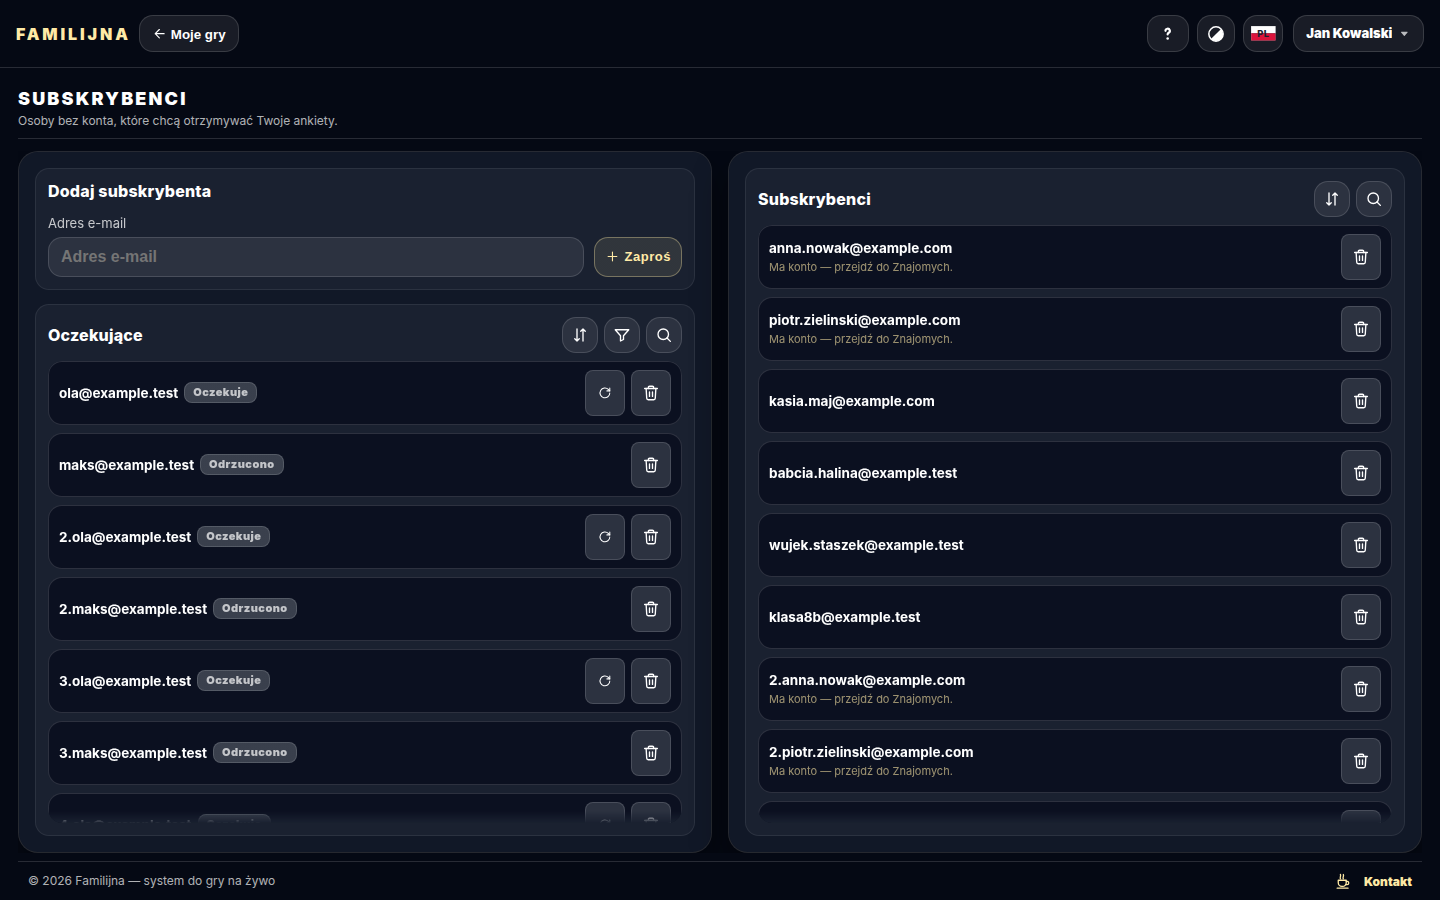 FAMILIJNA
← Moje gry
?
PL
Jan Kowalski
SUBSKRYBENCI
Osoby bez konta, które chcą otrzymywać Twoje ankiety.
Dodaj subskrybenta
Adres e-mail
Adres e-mail
+ Zaproś
Oczekujące
ola@example.test Oczekuje
maks@example.test Odrzucono
2.ola@example.test Oczekuje
2.maks@example.test Odrzucono
3.ola@example.test Oczekuje
3.maks@example.test Odrzucono
Subskrybenci
anna.nowak@example.com
Ma konto — przejdź do Znajomych.
piotr.zielinski@example.com
Ma konto — przejdź do Znajomych.
kasia.maj@example.com
babcia.halina@example.test
wujek.staszek@example.test
klasa8b@example.test
2.anna.nowak@example.com
Ma konto — przejdź do Znajomych.
2.piotr.zielinski@example.com
Ma konto — przejdź do Znajomych.
© 2026 Familijna — system do gry na żywo
Kontakt